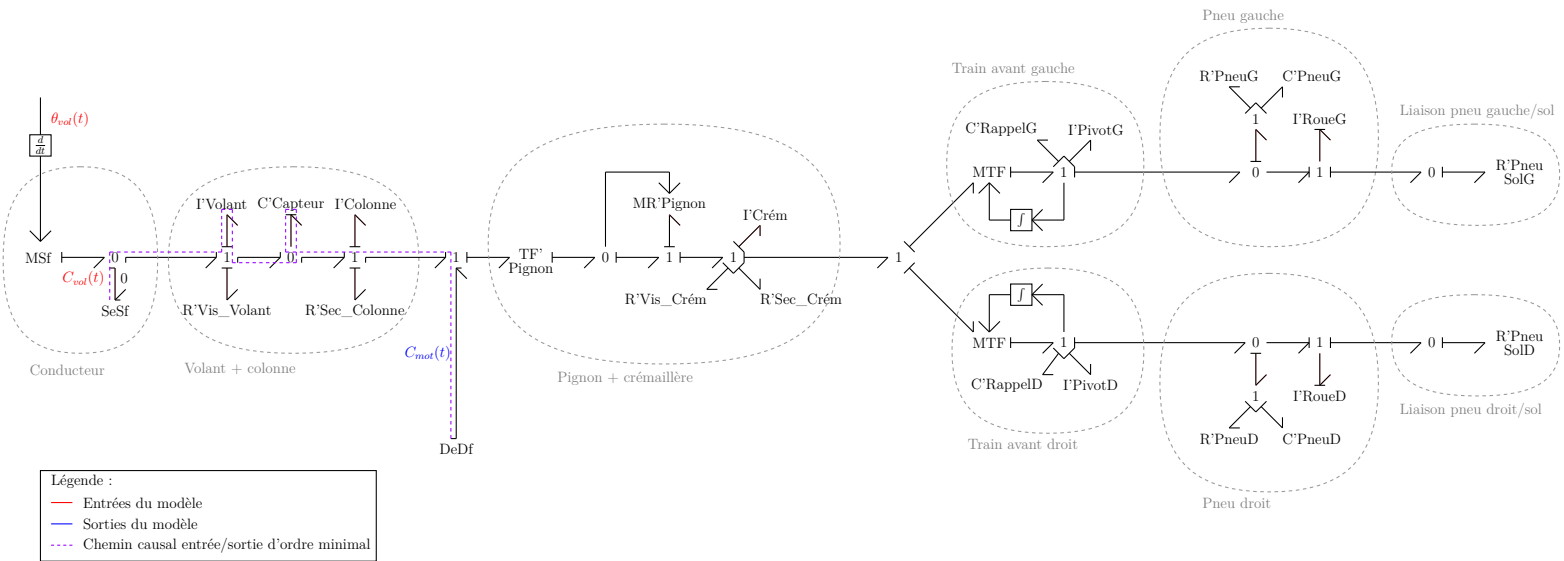 Pneu gauche
Train avant gauche
R'PneuG
C'PneuG
Liaison pneu gauche/sol
θ_vol(t)
d/dt
C'RappelG
I'PivotG
1
I'RoueG
MTF
1
0
1
0
R'Pneu
SolG
∫
I'Volant
C'Capteur
I'Colonne
MR'Pignon
I'Crém
MSf
0
1
0
1
1
TF'
Pignon
0
1
1
1
C_vol(t)
0
SeSf
R'Vis_Volant
R'Sec_Colonne
R'Vis_Crém
R'Sec_Crém
∫
MTF
1
0
1
0
R'Pneu
SolD
C_mot(t)
Conducteur
Volant + colonne
Pignon + crémaillère
C'RappelD
I'PivotD
1
I'RoueD
Liaison pneu droit/sol
R'PneuD
C'PneuD
Train avant droit
DeDf
Pneu droit
Légende :
Entrées du modèle
Sorties du modèle
Chemin causal entrée/sortie d'ordre minimal